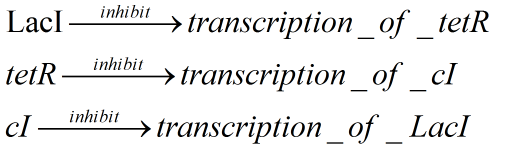 LacI inhibit transcription_of_tetR
tetR inhibit transcription_of_cI
cI inhibit transcription_of_LacI